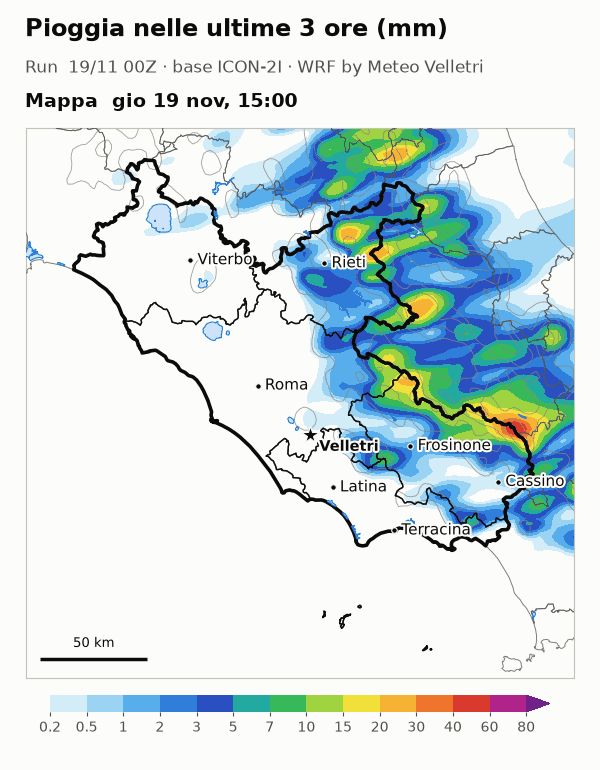 Pioggia nelle ultime 3 ore (mm)
Run  19/11 00Z · base ICON-2I · WRF by Meteo Velletri
Mappa  gio 19 nov, 15:00
Viterbo
Rieti
Roma
Velletri
Frosinone
Latina
Cassino
Terracina
50 km
0.2 0.5 1 2 3 5 7 10 15 20 30 40 60 80